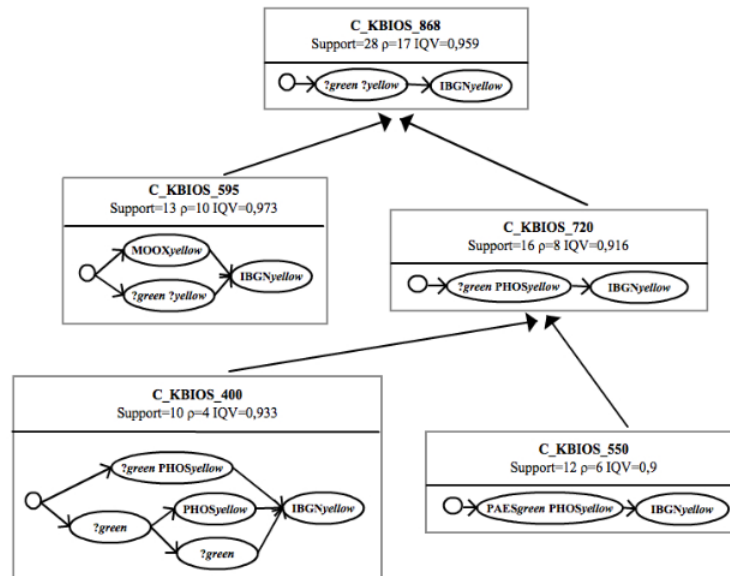 C_KBIOS_868
Support=28 ρ=17 IQV=0,959
?green ?yellow
IBGNyellow
C_KBIOS_595
Support=13 ρ=10 IQV=0,973
MOOXyellow
IBGNyellow
?green ?yellow
C_KBIOS_720
Support=16 ρ=8 IQV=0,916
?green PHOSyellow
IBGNyellow
C_KBIOS_400
Support=10 ρ=4 IQV=0,933
?green PHOSyellow
PHOSyellow
IBGNyellow
?green
?green
C_KBIOS_550
Support=12 ρ=6 IQV=0,9
PAESgreen PHOSyellow
IBGNyellow